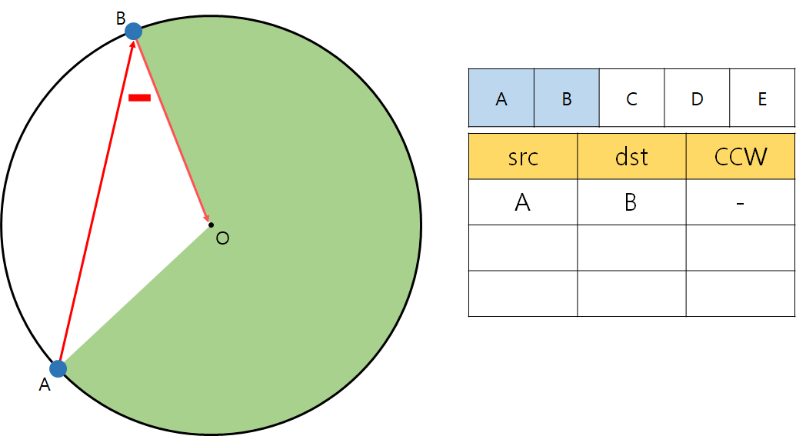 B
A
O
A B C D E
src dst CCW
A B -